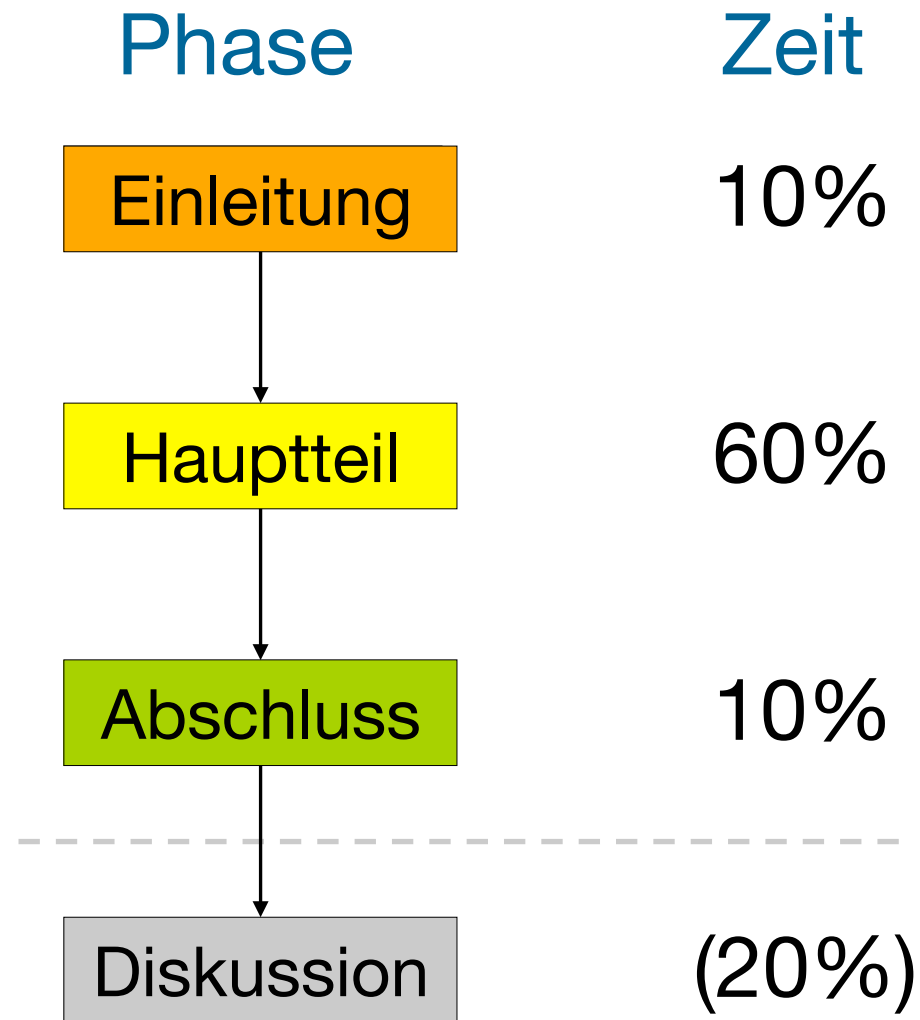 Phase Zeit
Einleitung 10%
Hauptteil 60%
Abschluss 10%
Diskussion (20%)